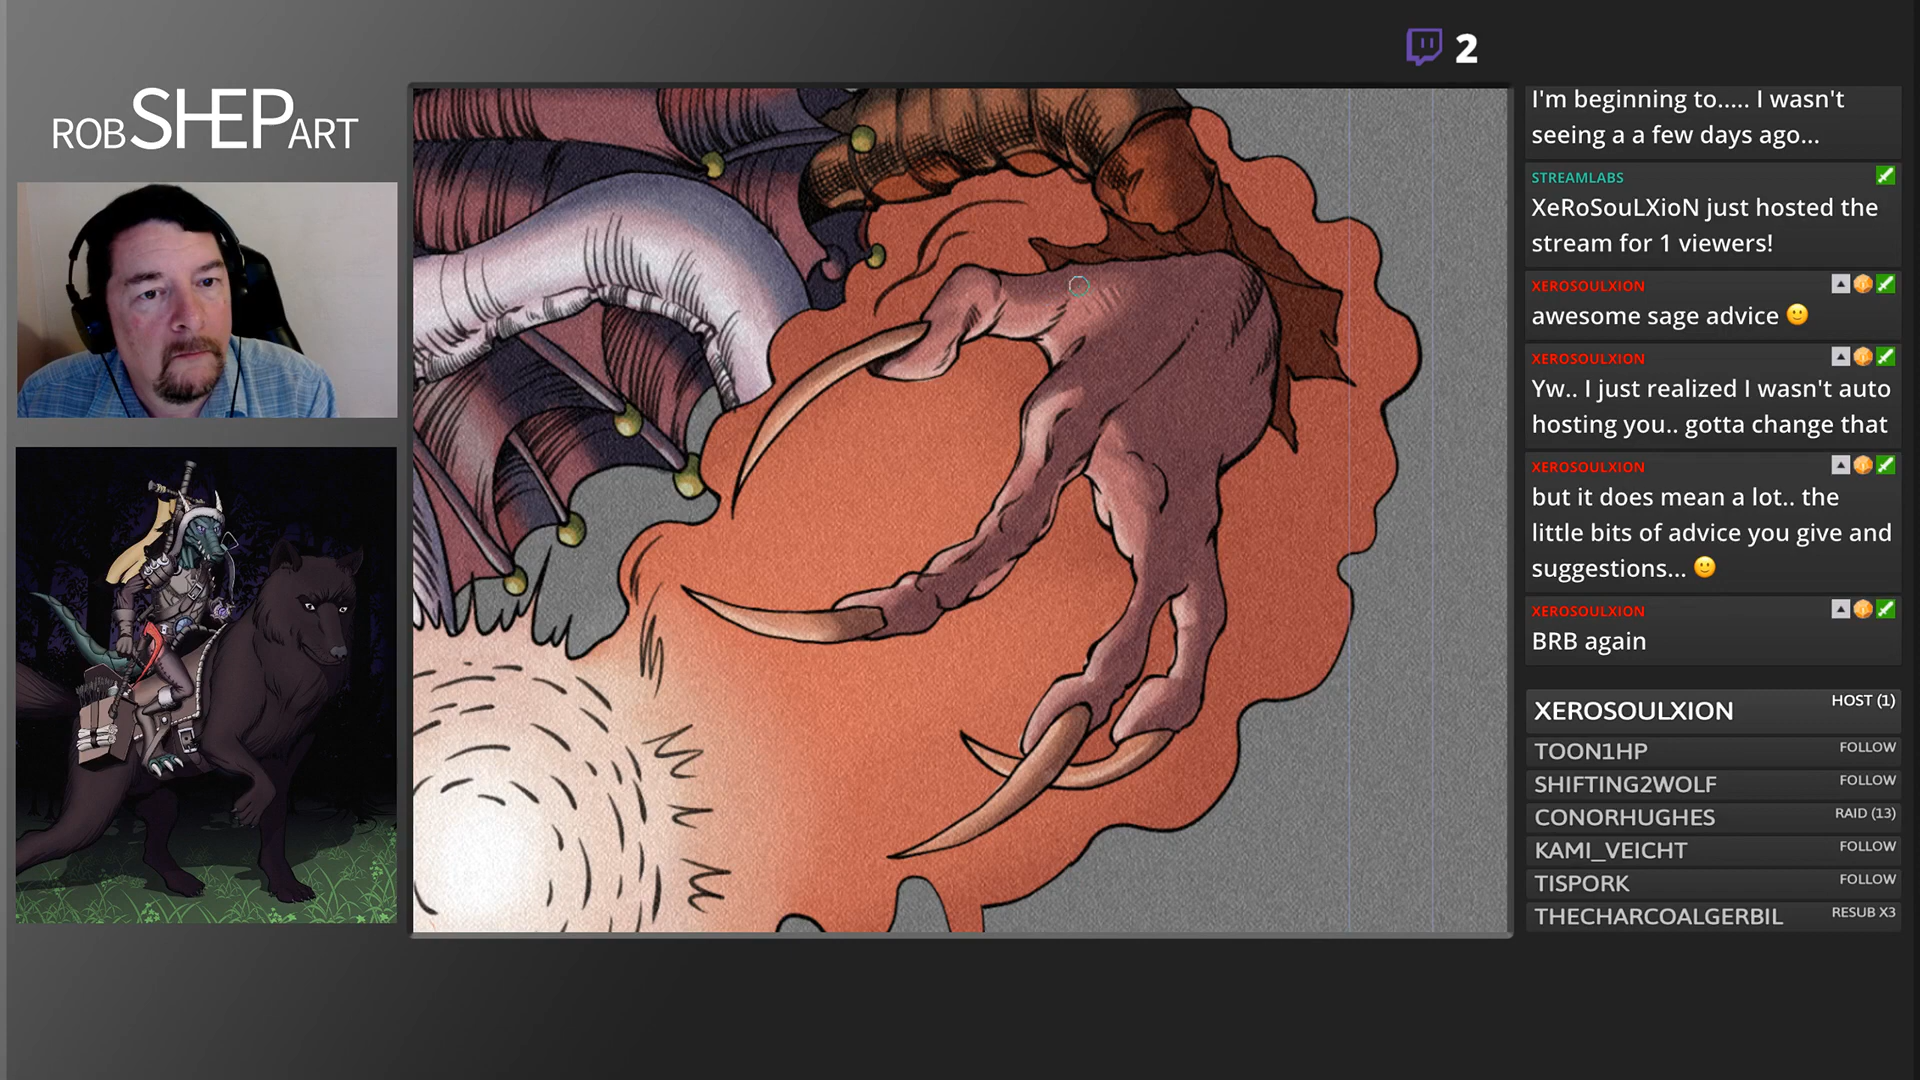 2
ROB SHEP ART
I'm beginning to..... I wasn't
seeing a a few days ago...
STREAMLABS
XeRoSouLXioN just hosted the
stream for 1 viewers!
XEROSOULXION
awesome sage advice 🙂
XEROSOULXION
Yw.. I just realized I wasn't auto
hosting you.. gotta change that
XEROSOULXION
but it does mean a lot.. the
little bits of advice you give and
suggestions... 🙂
XEROSOULXION
BRB again
XEROSOULXION HOST (1)
TOON1HP FOLLOW
SHIFTING2WOLF FOLLOW
CONORHUGHES RAID (13)
KAMI_VEICHT FOLLOW
TISPORK FOLLOW
THECHARCOALGERBIL RESUB X3